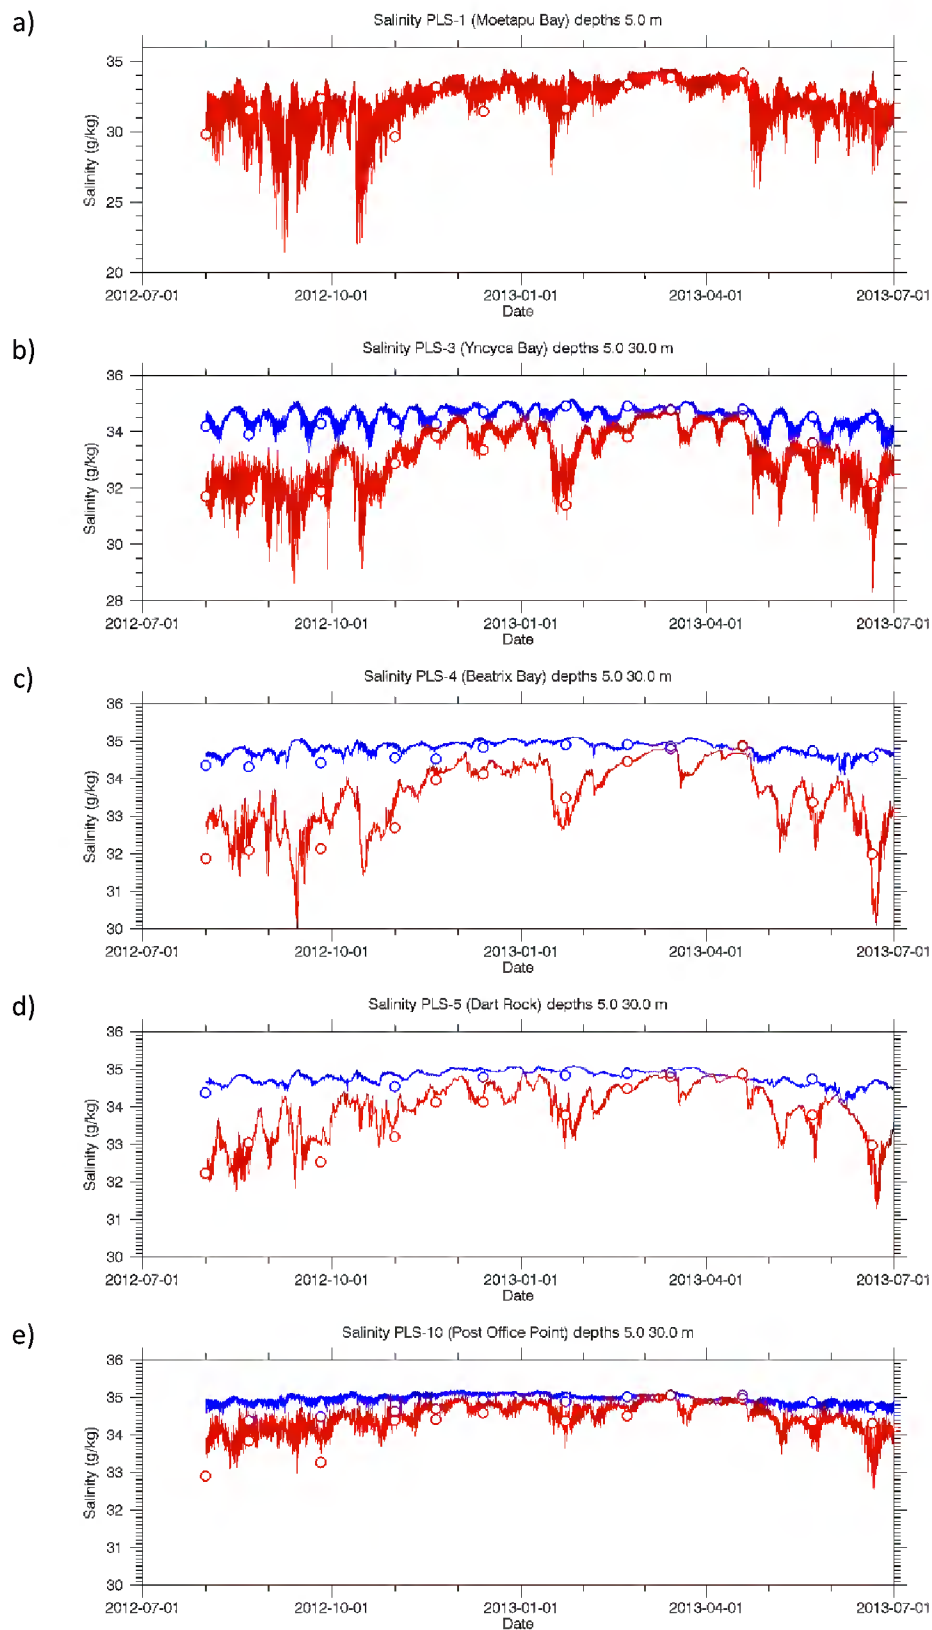 a)
Salinity PLS-1 (Moetapu Bay) depths 5.0 m
35
30
25
20
Salinity (g/kg)
2012-07-01 2012-10-01 2013-01-01 2013-04-01 2013-07-01
Date
b)
Salinity PLS-3 (Yncyca Bay) depths 5.0 30.0 m
36
34
32
30
28
Salinity (g/kg)
2012-07-01 2012-10-01 2013-01-01 2013-04-01 2013-07-01
Date
c)
Salinity PLS-4 (Beatrix Bay) depths 5.0 30.0 m
36
35
34
33
32
31
30
Salinity (g/kg)
2012-07-01 2012-10-01 2013-01-01 2013-04-01 2013-07-01
Date
d)
Salinity PLS-5 (Dart Rock) depths 5.0 30.0 m
36
35
34
33
32
31
30
Salinity (g/kg)
2012-07-01 2012-10-01 2013-01-01 2013-04-01 2013-07-01
Date
e)
Salinity PLS-10 (Post Office Point) depths 5.0 30.0 m
36
35
34
33
32
31
30
Salinity (g/kg)
2012-07-01 2012-10-01 2013-01-01 2013-04-01 2013-07-01
Date